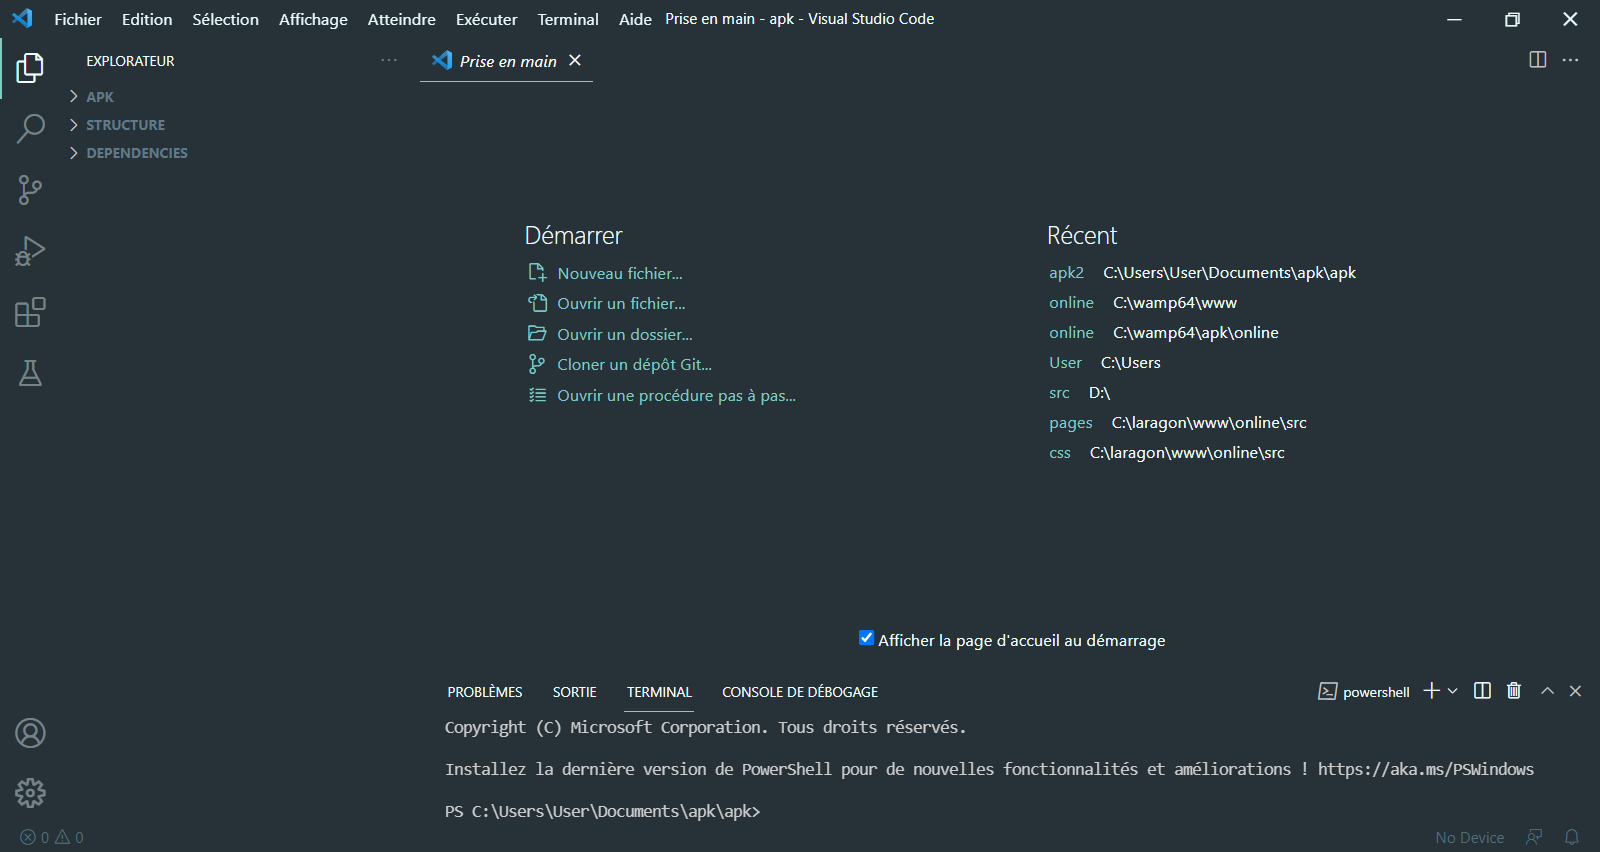 Fichier Edition Sélection Affichage Atteindre Exécuter Terminal Aide Prise en main - apk - Visual Studio Code
EXPLORATEUR
APK
STRUCTURE
DEPENDENCIES
Prise en main
Démarrer
Nouveau fichier...
Ouvrir un fichier...
Ouvrir un dossier...
Cloner un dépôt Git...
Ouvrir une procédure pas à pas...
Récent
apk2 C:\Users\User\Documents\apk\apk
online C:\wamp64\www
online C:\wamp64\apk\online
User C:\Users
src D:\
pages C:\laragon\www\online\src
css C:\laragon\www\online\src
Afficher la page d'accueil au démarrage
PROBLÈMES SORTIE TERMINAL CONSOLE DE DÉBOGAGE powershell
Copyright (C) Microsoft Corporation. Tous droits réservés.
Installez la dernière version de PowerShell pour de nouvelles fonctionnalités et améliorations ! https://aka.ms/PSWindows
PS C:\Users\User\Documents\apk\apk>
0 0 No Device